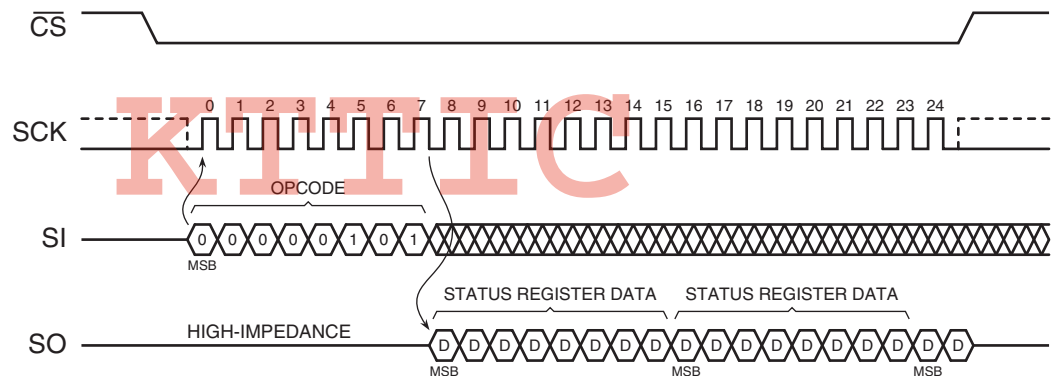 CS
0 1 2 3 4 5 6 7 8 9 10 11 12 13 14 15 16 17 18 19 20 21 22 23 24
SCK
KTTIC
OPCODE
SI 0 0 0 0 0 1 0 1
MSB
STATUS REGISTER DATA STATUS REGISTER DATA
HIGH-IMPEDANCE
SO D D D D D D D D D D D D D D D D D D
MSB MSB MSB